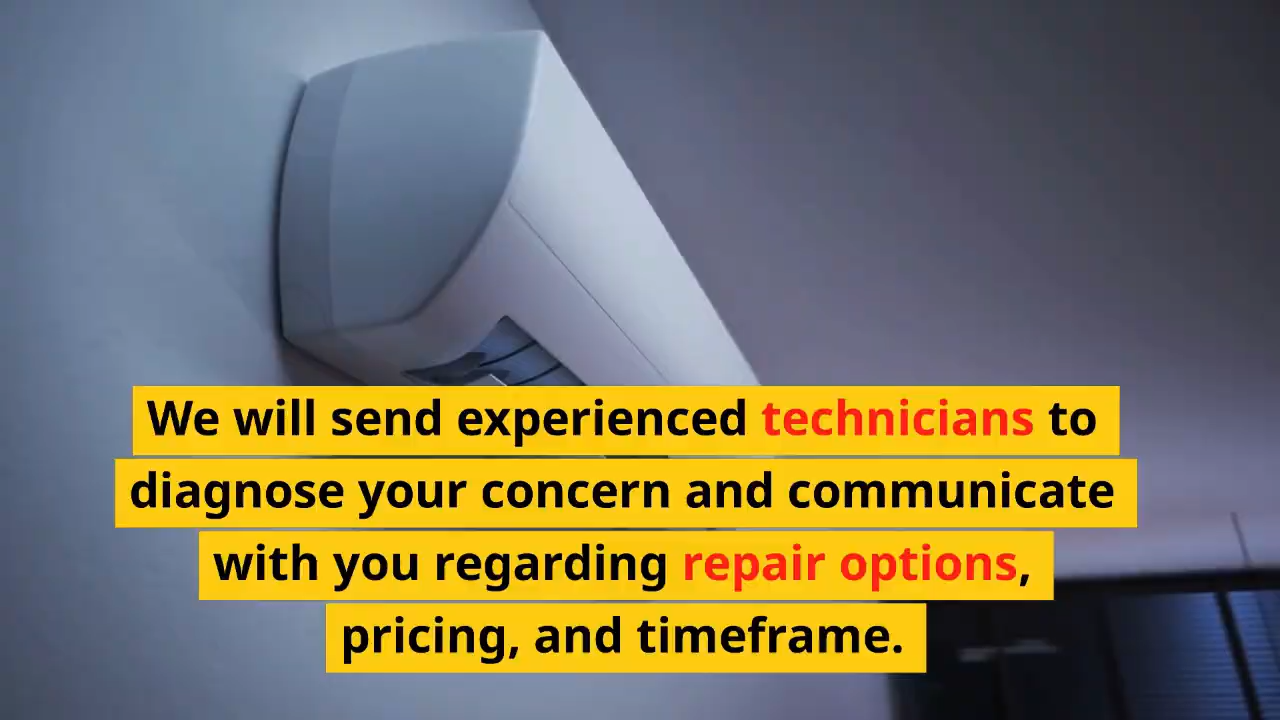 We will send experienced technicians to
diagnose your concern and communicate
with you regarding repair options,
pricing, and timeframe.